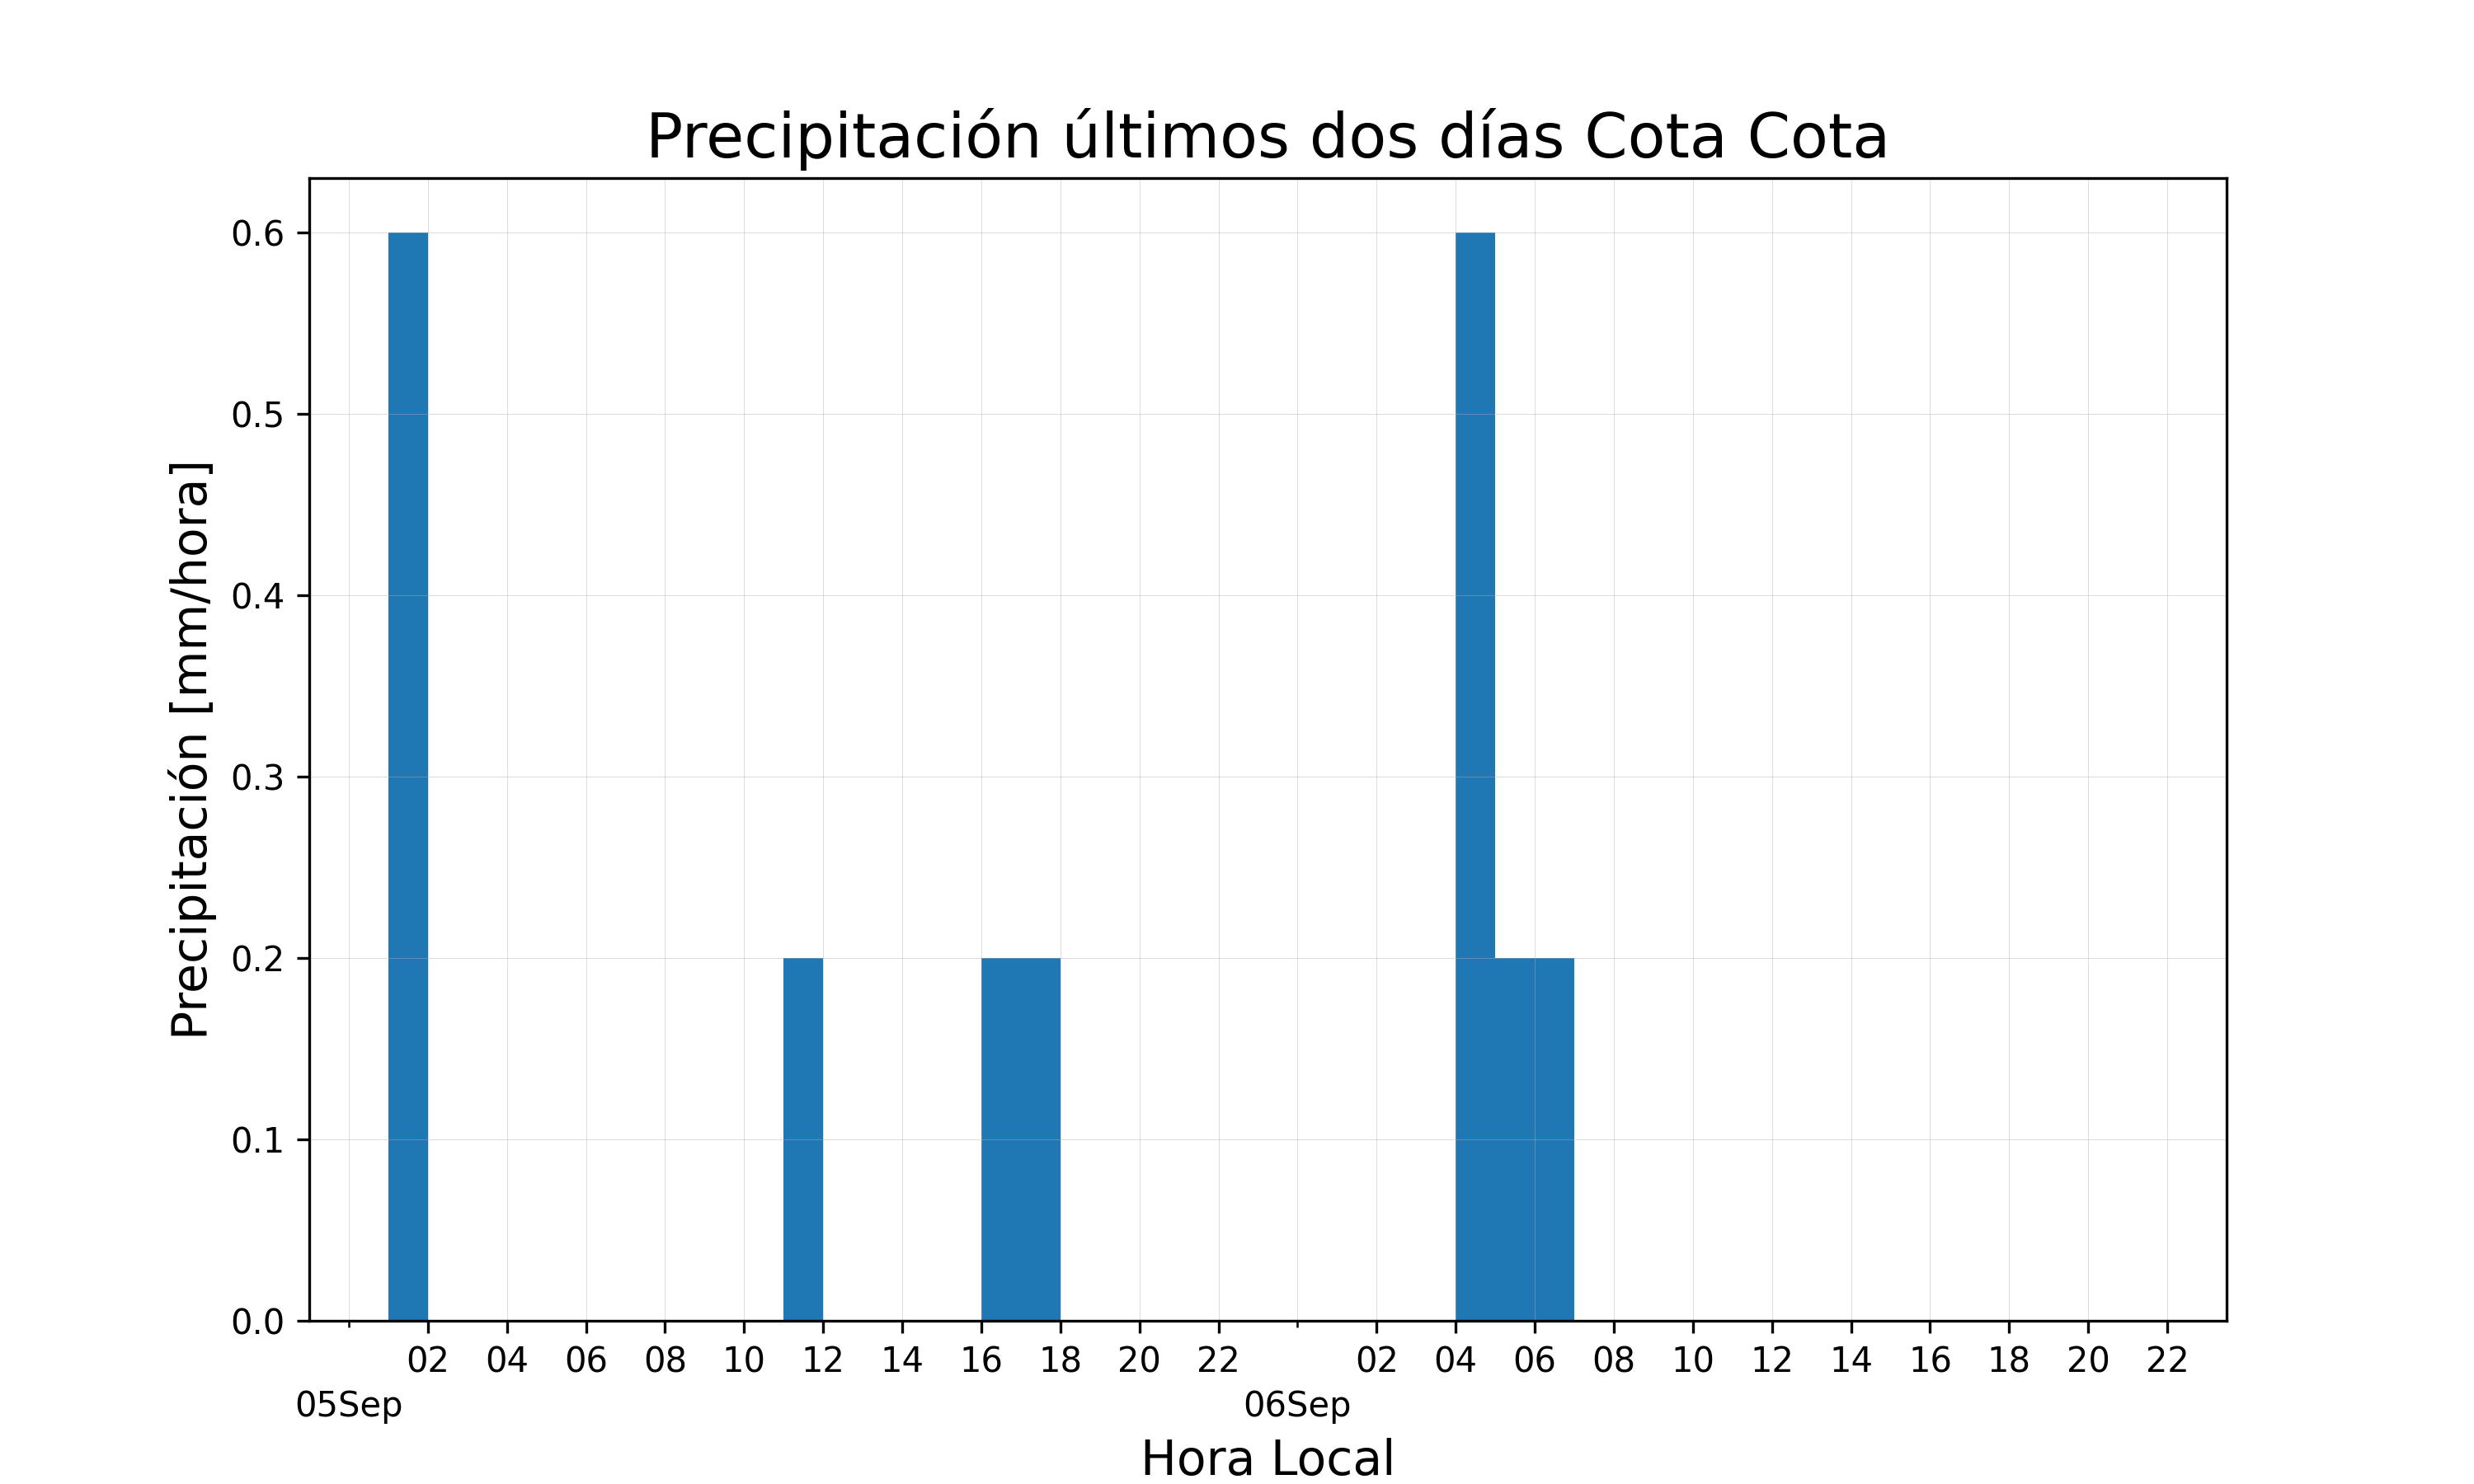 Precipitación últimos dos días Cota Cota
Precipitación [mm/hora]
0.6
0.5
0.4
0.3
0.2
0.1
0.0
02 04 06 08 10 12 14 16 18 20 22 02 04 06 08 10 12 14 16 18 20 22
05Sep 06Sep
Hora Local